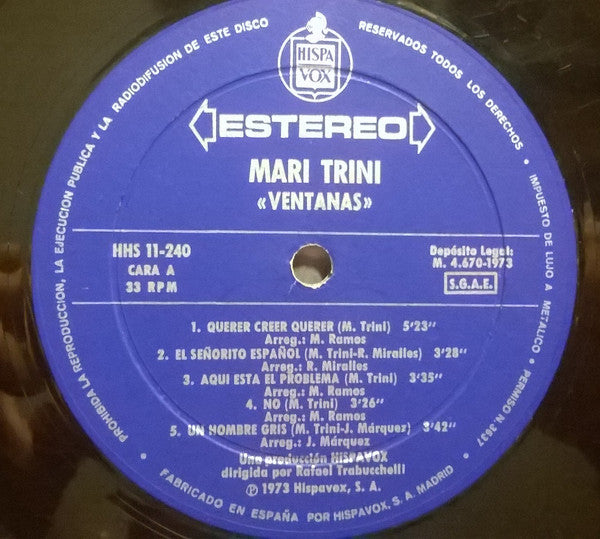 PROHIBIDA LA REPRODUCCION, LA EJECUCION PUBLICA Y LA RADIODIFUSION DE ESTE DISCO
RESERVADOS TODOS LOS DERECHOS • IMPUESTO DE LUJO A METALICO • PERMISO N 3637
HISPA
VOX
ESTEREO
MARI TRINI
«VENTANAS»
HHS 11-240
CARA A
33 RPM
Depósito Legal:
M. 4.670-1973
S.G.A.E.
1. QUERER CREER QUERER (M. Trini) 5'23''
Arreg.: M. Ramos
2. EL SEÑORITO ESPAÑOL (M. Trini-R. Miralles) 3'28''
Arreg.: R. Miralles
3. AQUI ESTA EL PROBLEMA (M. Trini) 3'35''
Arreg.: M. Ramos
4. NO (M. Trini) 3'26''
Arreg.: M. Ramos
5. UN HOMBRE GRIS (M. Trini-J. Márquez) 3'42''
Arreg.: J. Márquez
Una producción HISPAVOX
dirigida por Rafael Trabucchelli
℗ 1973 Hispavox, S. A.
• FABRICADO EN ESPAÑA POR HISPAVOX, S. A. MADRID •